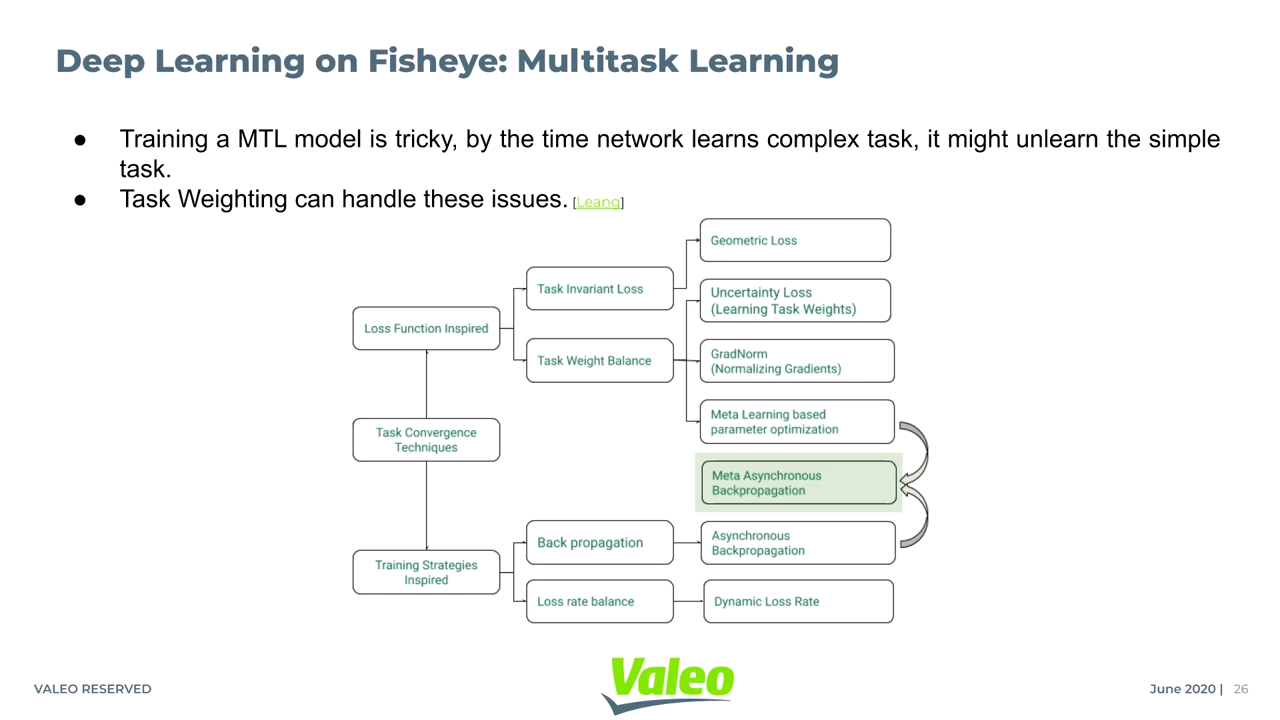 Deep Learning on Fisheye: Multitask Learning
● Training a MTL model is tricky, by the time network learns complex task, it might unlearn the simple
task.
● Task Weighting can handle these issues. [Leang]
Geometric Loss
Task Invariant Loss
Uncertainty Loss
(Learning Task Weights)
Loss Function Inspired
Task Weight Balance
GradNorm
(Normalizing Gradients)
Meta Learning based
parameter optimization
Task Convergence
Techniques
Meta Asynchronous
Backpropagation
Back propagation
Asynchronous
Backpropagation
Training Strategies
Inspired
Loss rate balance
Dynamic Loss Rate
VALEO RESERVED
Valeo
June 2020 | 26